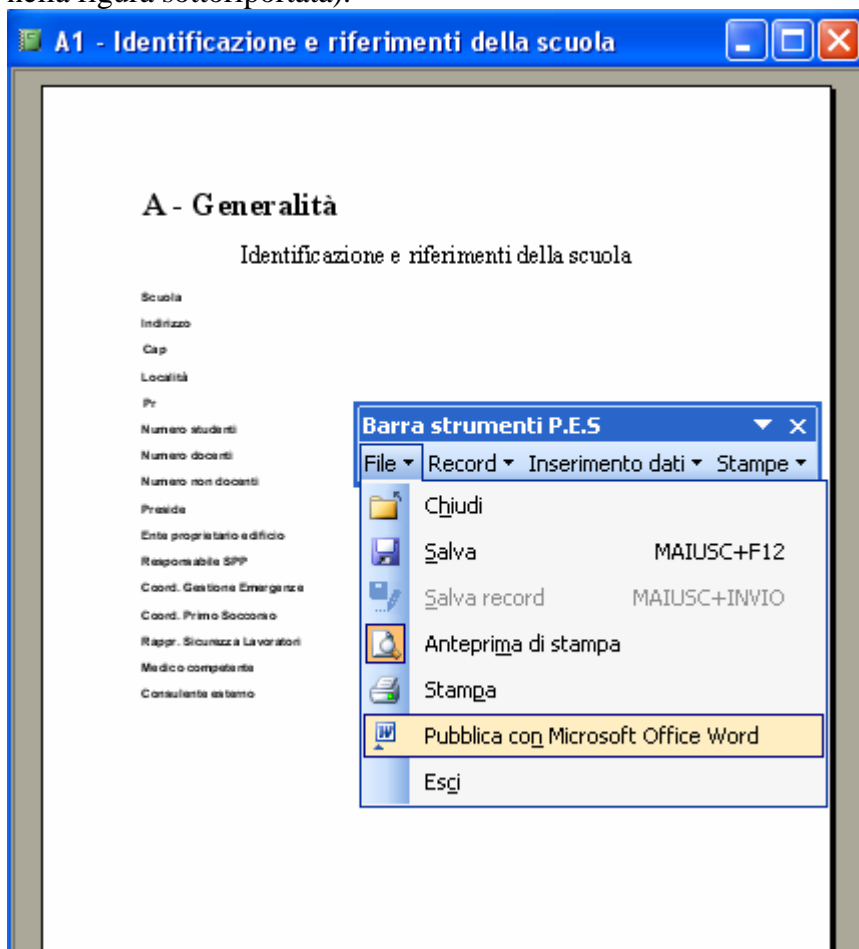 nella figura sottoriportata).
A1 - Identificazione e riferimenti della scuola
A - Generalità
Identificazione e riferimenti della scuola
Scuola
Indirizzo
Cap
Località
Pr
Numero studenti
Numero docenti
Numero non docenti
Preside
Ente proprietario edificio
Responsabile SPP
Coord. Gestione Emergenze
Coord. Primo Soccorso
Rappr. Sicurezza Lavoratori
Medico competente
Consulente esterno
Barra strumenti P.E.S
File Record Inserimento dati Stampe
Chiudi
Salva MAIUSC+F12
Salva record MAIUSC+INVIO
Anteprima di stampa
Stampa
Pubblica con Microsoft Office Word
Esci